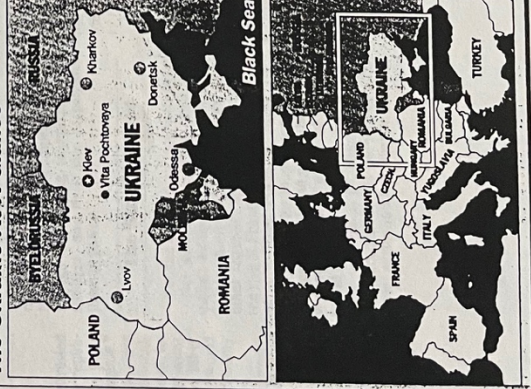 BYELORUSSIA
RUSSIA
Kiev
Kharkov
Vita Pochtovaya
POLAND
Lvov
UKRAINE
Donetsk
Odessa
ROMANIA
Black Sea
POLAND
UKRAINE
GERMANY
CZECH.
HUNGARY
ROMANIA
FRANCE
YUGOSLAVIA
BULGARIA
ITALY
SPAIN
TURKEY